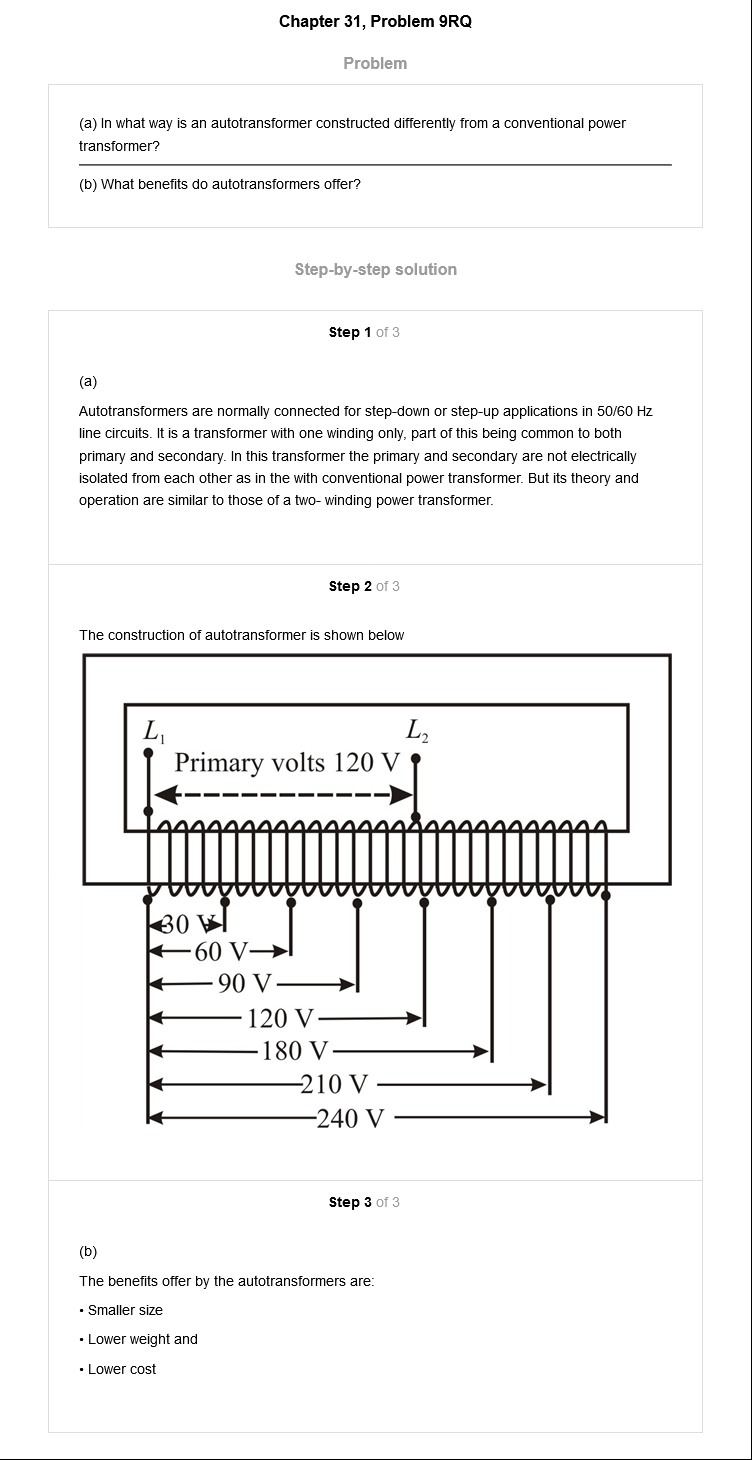 Chapter 31, Problem 9RQ
Problem
(a) In what way is an autotransformer constructed differently from a conventional power
transformer?
(b) What benefits do autotransformers offer?
Step-by-step solution
Step 1 of 3
(a)
Autotransformers are normally connected for step-down or step-up applications in 50/60 Hz
line circuits. It is a transformer with one winding only, part of this being common to both
primary and secondary. In this transformer the primary and secondary are not electrically
isolated from each other as in the with conventional power transformer. But its theory and
operation are similar to those of a two- winding power transformer.
Step 2 of 3
The construction of autotransformer is shown below
L₁
L₂
Primary volts 120 V
30 V
60 V
90 V
120 V
180 V
210 V
240 V
Step 3 of 3
(b)
The benefits offer by the autotransformers are:
• Smaller size
• Lower weight and
• Lower cost